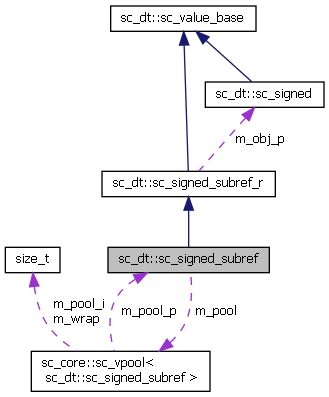 sc_dt::sc_value_base
sc_dt::sc_signed
m_obj_p
sc_dt::sc_signed_subref_r
size_t
sc_dt::sc_signed_subref
m_pool_i
m_wrap
m_pool_p
m_pool
sc_core::sc_vpool<
sc_dt::sc_signed_subref >